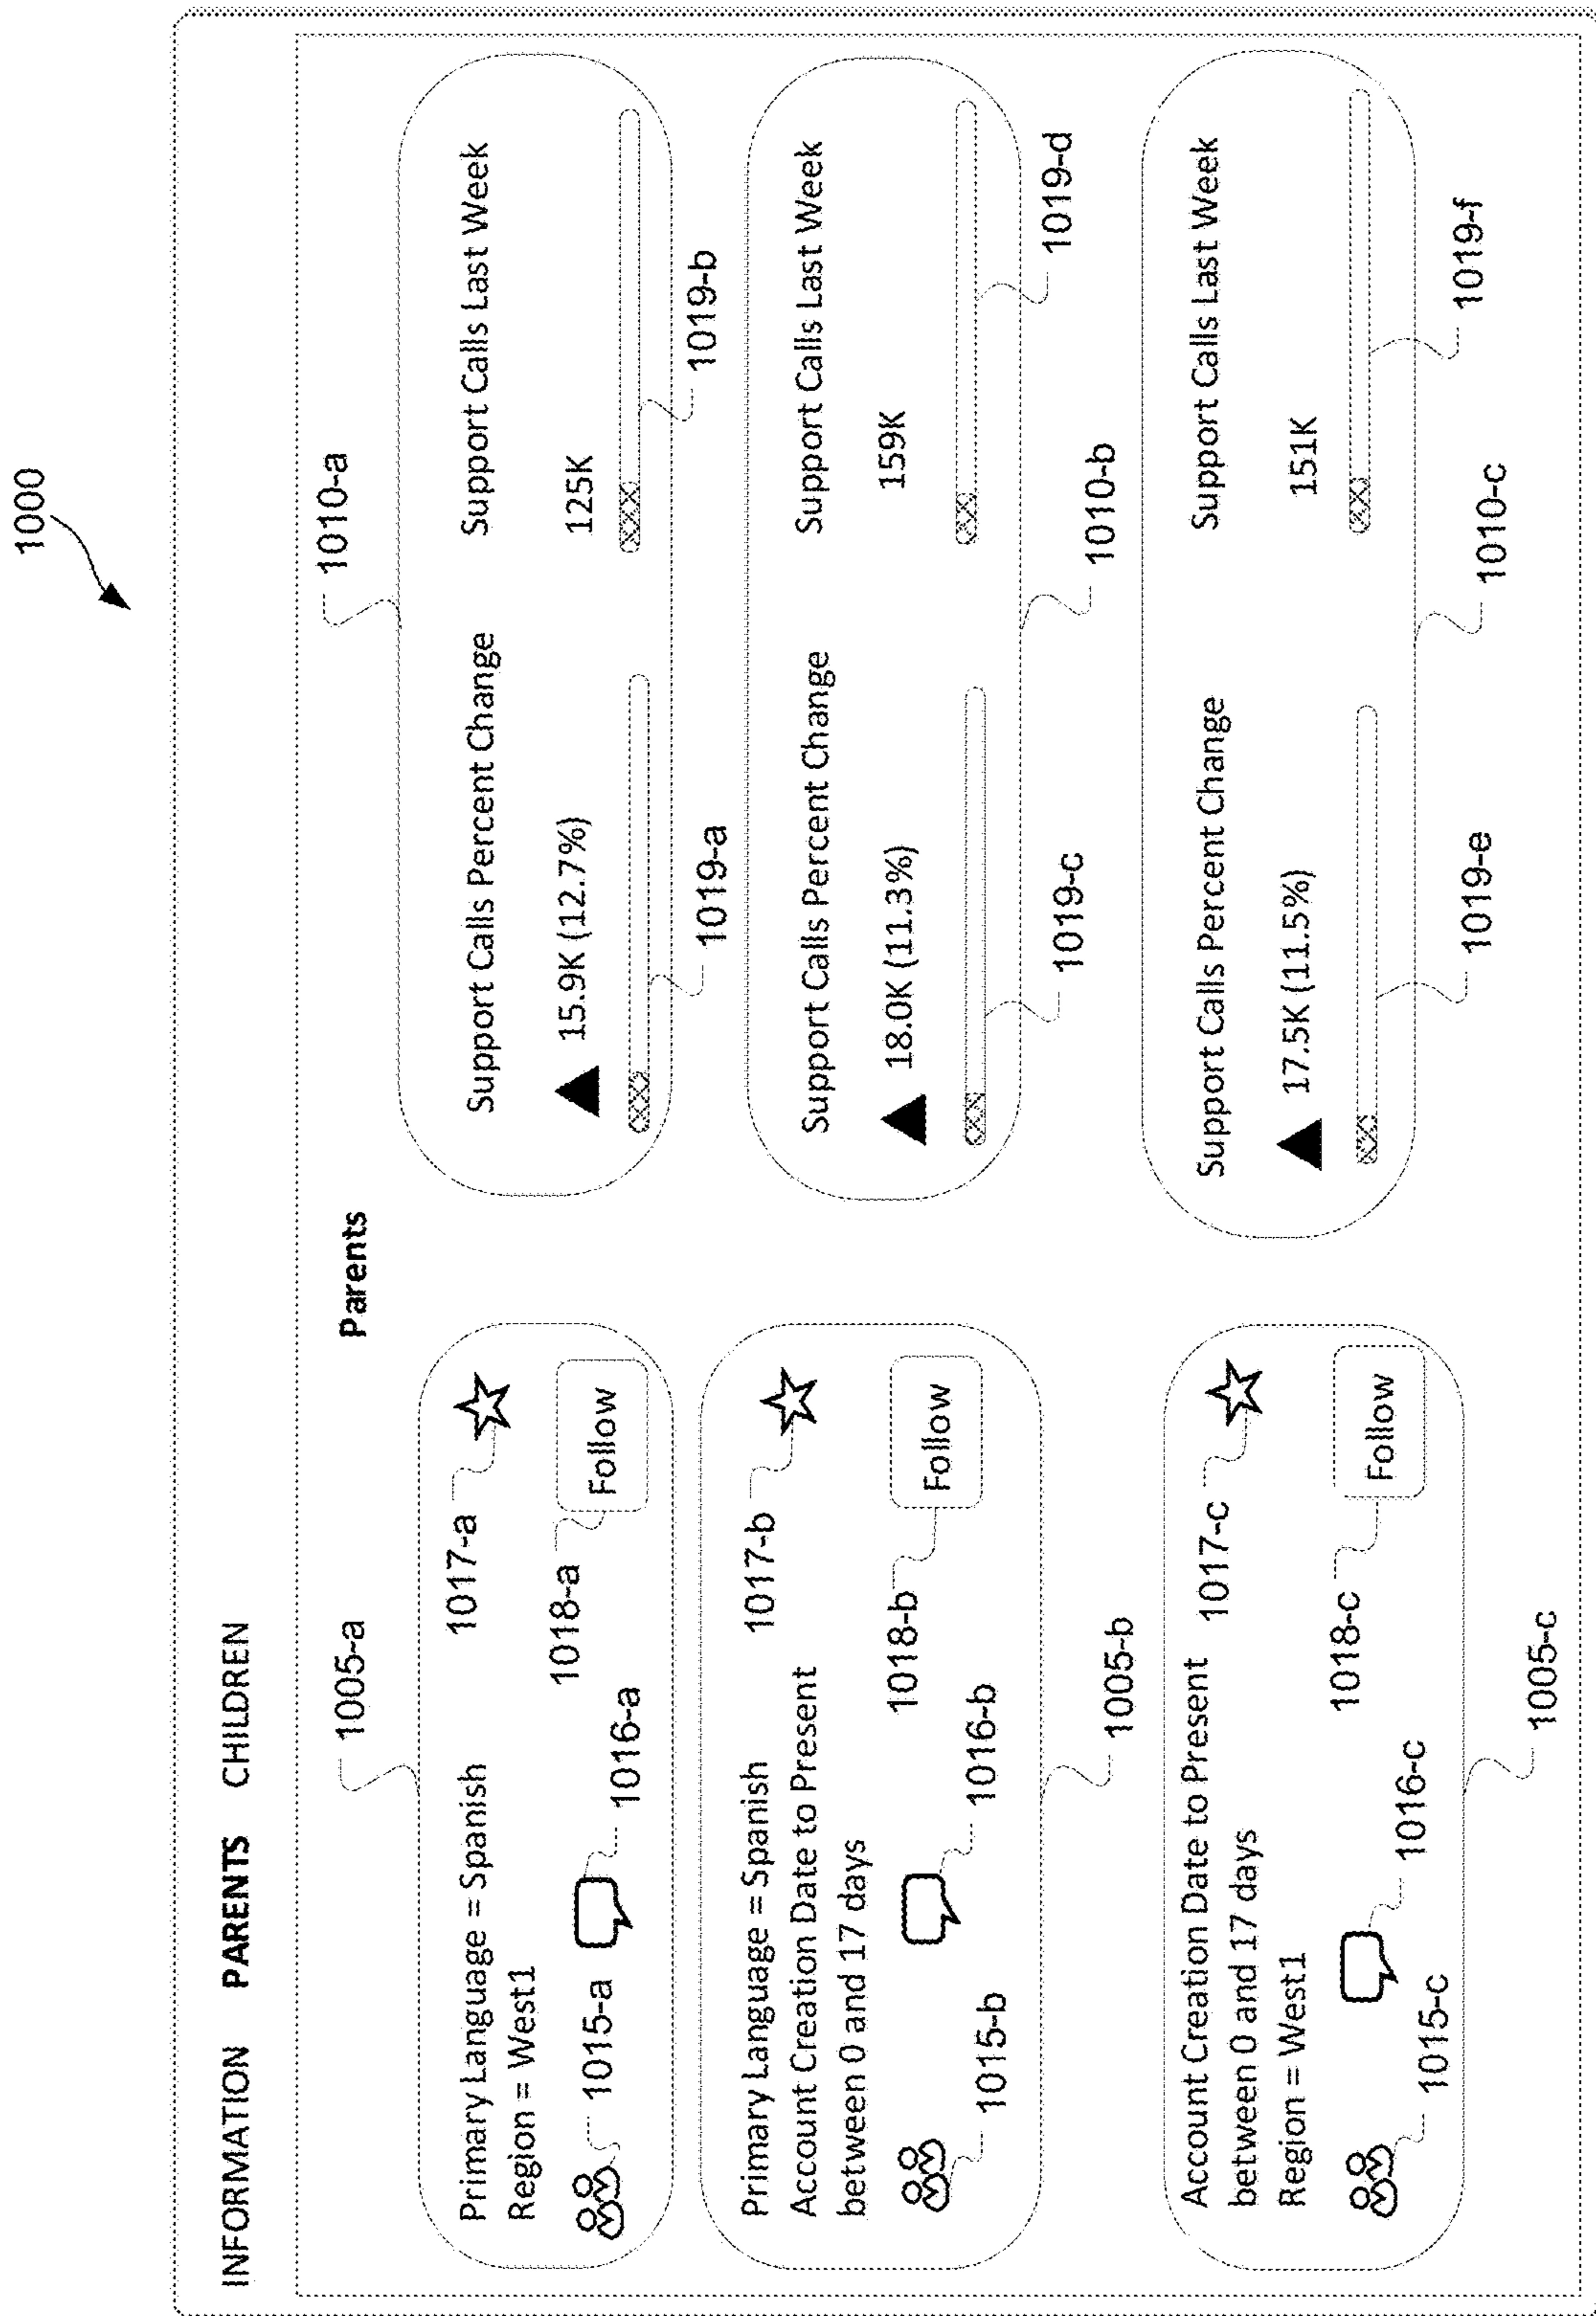 1000
INFORMATION PARENTS CHILDREN
Parents
1005-a
1010-a
Primary Language = Spanish
Region = West1
1017-a
1015-a
1016-a
1018-a
Follow
Support Calls Percent Change
15.9K (12.7%)
1019-a
Support Calls Last Week
125K
1019-b
Primary Language = Spanish
Account Creation Date to Present
between 0 and 17 days
1017-b
1015-b
1016-b
1018-b
Follow
1005-b
Support Calls Percent Change
18.0K (11.3%)
1019-c
Support Calls Last Week
159K
1019-d
1010-b
Account Creation Date to Present
between 0 and 17 days
Region = West1
1017-c
1015-c
1016-c
1018-c
Follow
1005-c
Support Calls Percent Change
17.5K (11.5%)
1019-e
Support Calls Last Week
151K
1019-f
1010-c